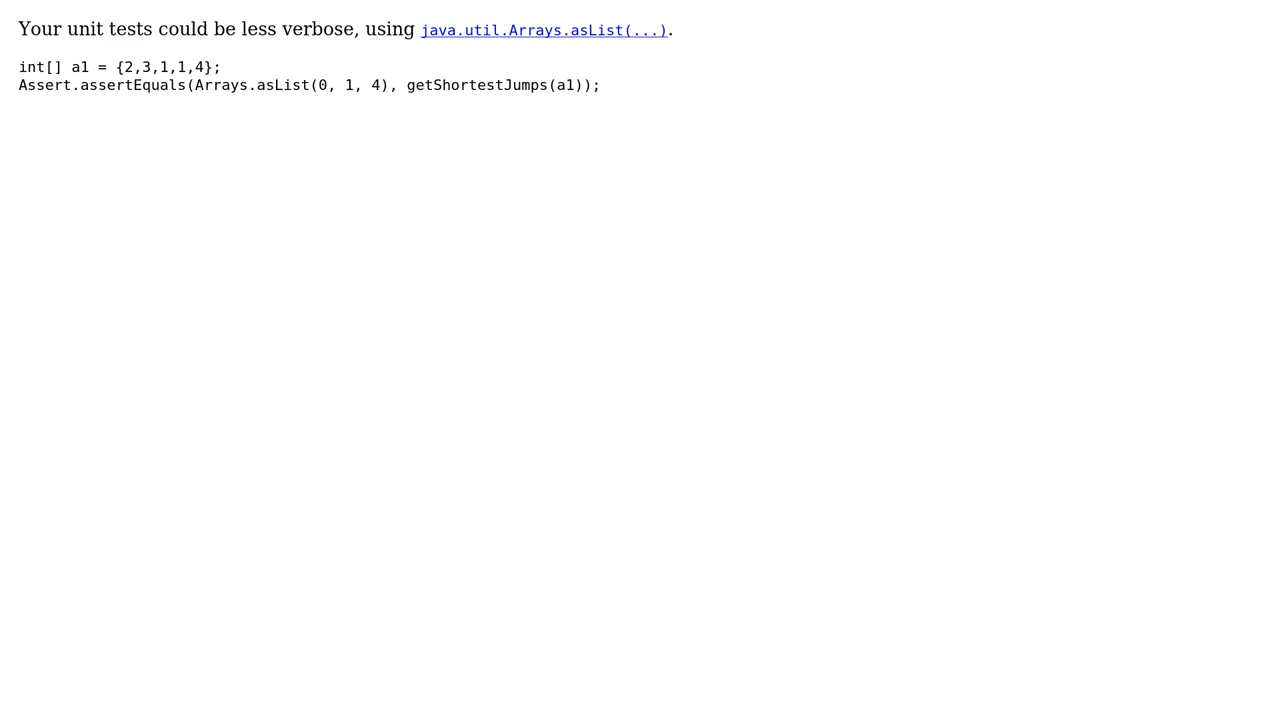 Your unit tests could be less verbose, using java.util.Arrays.asList(...).
int[] a1 = {2,3,1,1,4};
Assert.assertEquals(Arrays.asList(0, 1, 4), getShortestJumps(a1));